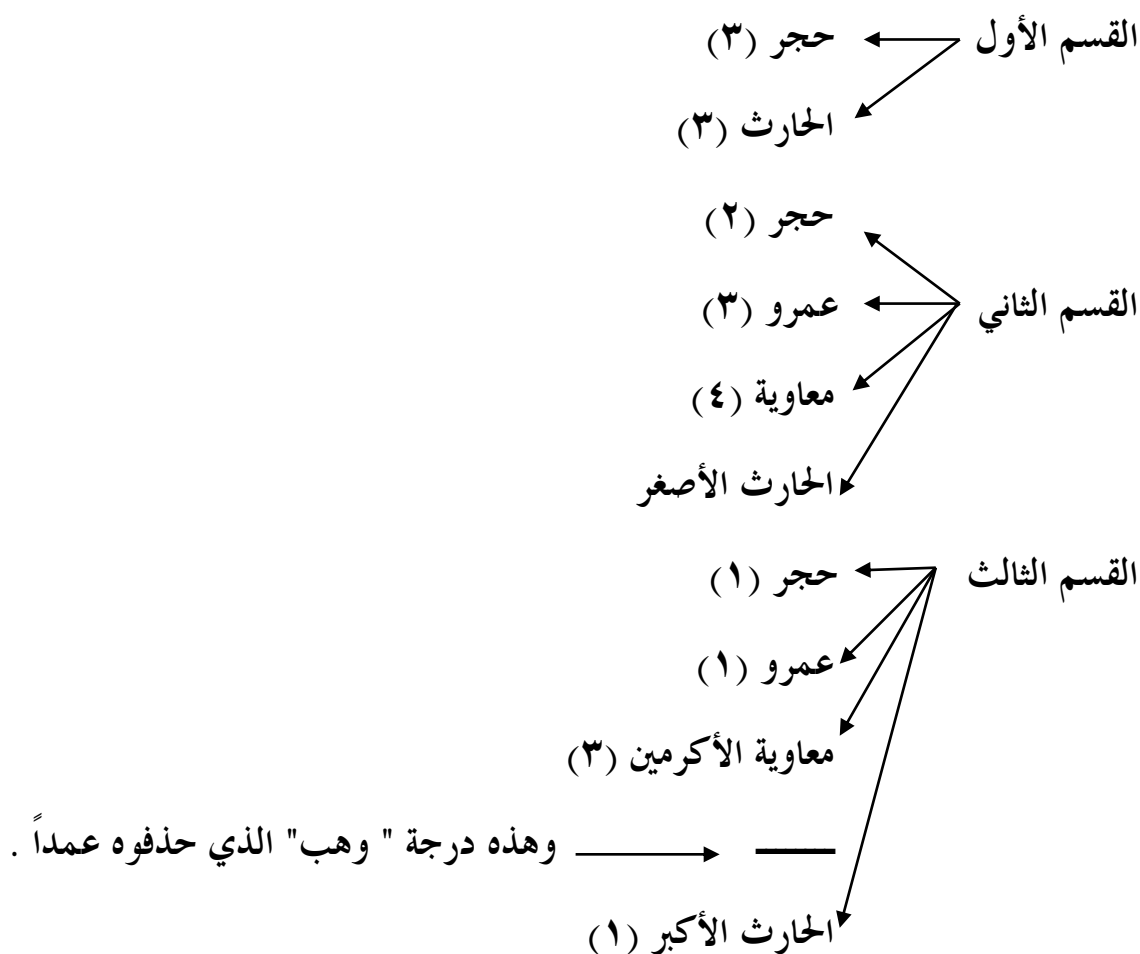 القسم الأول حجر (٣)
الحارث (٣)
حجر (٢)
القسم الثاني عمرو (٣)
معاوية (٤)
الحارث الأصغر
القسم الثالث حجر (١)
عمرو (١)
معاوية الأكرمين (٣)
وهذه درجة " وهب" الذي حذفوه عمداً .
الحارث الأكبر (١)